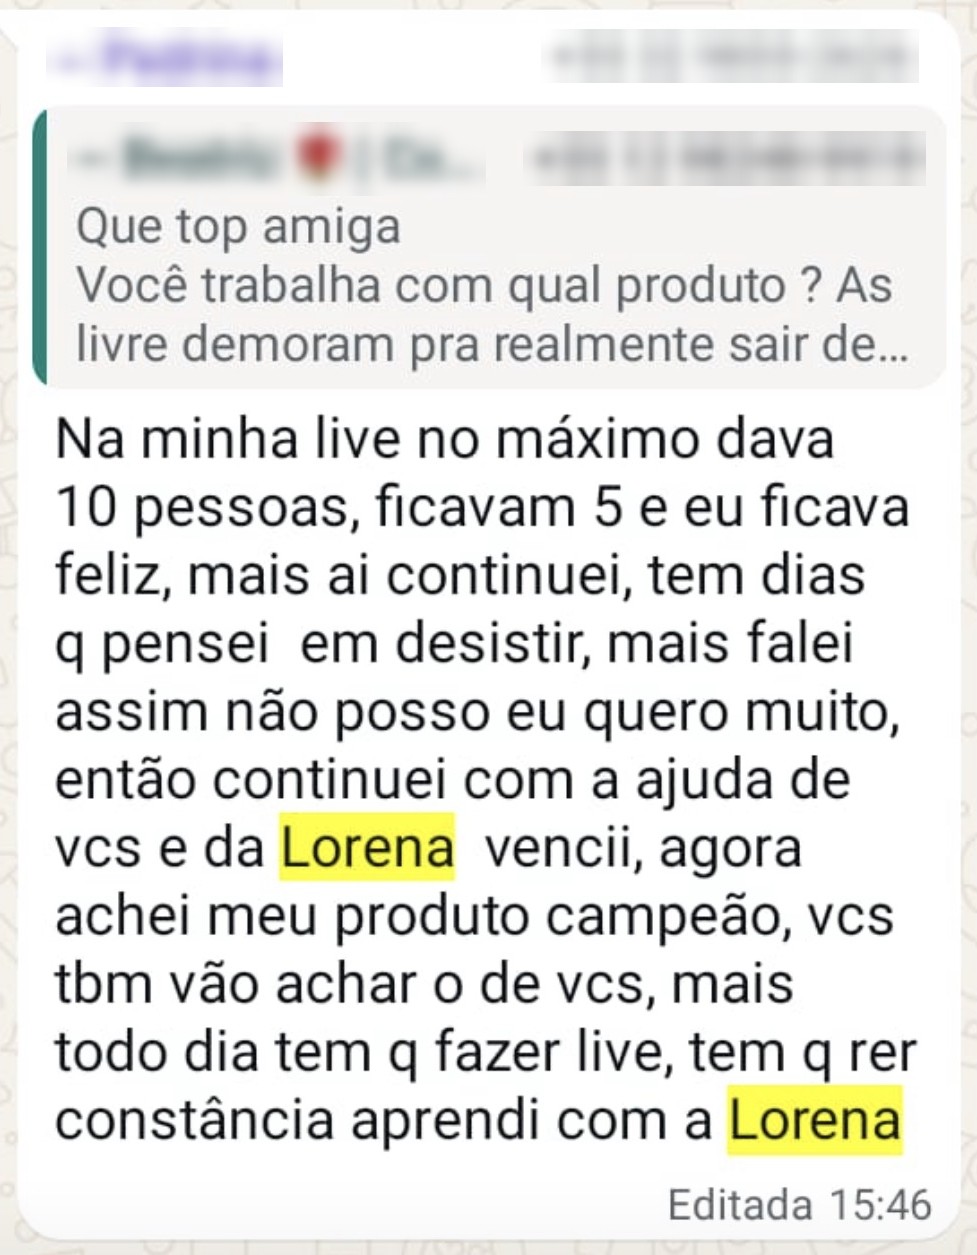 Que top amiga
Você trabalha com qual produto ? As
livre demoram pra realmente sair de...
Na minha live no máximo dava
10 pessoas, ficavam 5 e eu ficava
feliz, mais ai continuei, tem dias
q pensei  em desistir, mais falei
assim não posso eu quero muito,
então continuei com a ajuda de
vcs e da Lorena  vencii, agora
achei meu produto campeão, vcs
tbm vão achar o de vcs, mais
todo dia tem q fazer live, tem q rer
constância aprendi com a Lorena
Editada 15:46